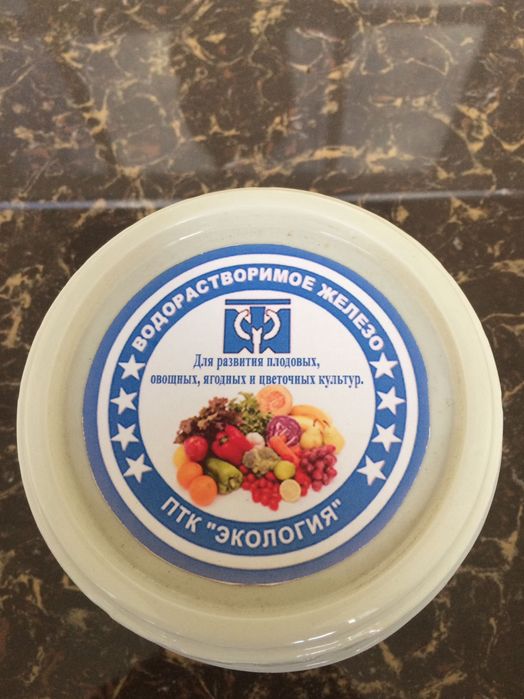 ВОДОРАСТВОРИМОЕ ЖЕЛЕЗО
Для развития плодовых,
овощных, ягодных и цветочных культур.
ПТК "ЭКОЛОГИЯ"